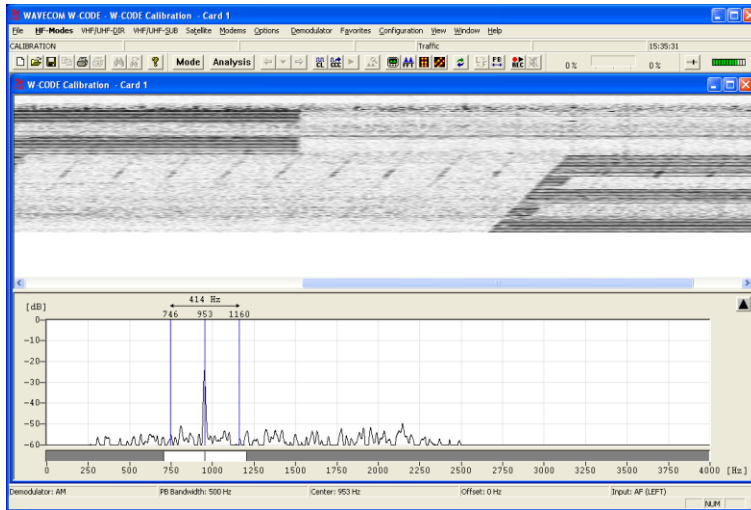 WAVECOM W-CODE - W-CODE Calibration - Card 1
File HF-Modes VHF/UHF-DIR VHF/UHF-SUB Satellite Modems Options Demodulator Favorites Configuration View Window Help
CALIBRATION Traffic 15:35:31
Mode Analysis CL CCC PB REC 0 % 0 %
W-CODE Calibration - Card 1
414 Hz
[dB] 746 953 1160
0
-10
-20
-30
-40
-50
-60
0 250 500 750 1000 1250 1500 1750 2000 2250 2500 2750 3000 3250 3500 3750 4000 [Hz]
Demodulator: AM PB Bandwidth: 500 Hz Center: 953 Hz Offset: 0 Hz Input: AF (LEFT)
NUM